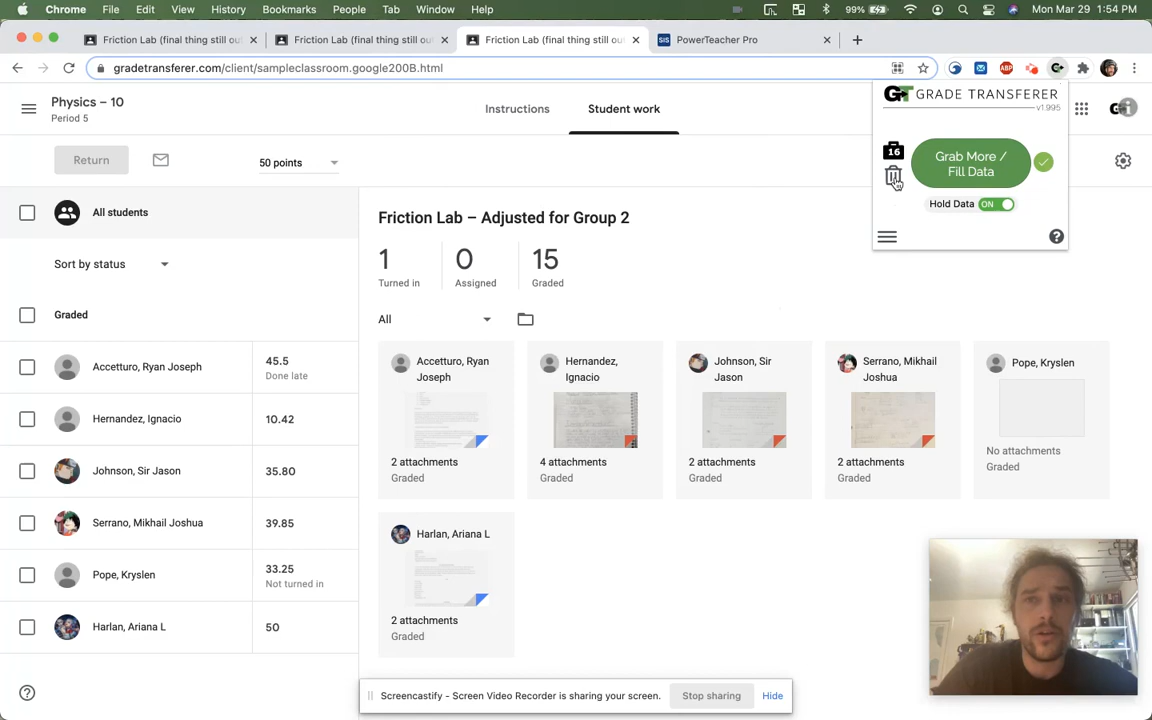 Chrome File Edit View History Bookmarks People Tab Window Help 99% Mon Mar 29 1:54 PM
Friction Lab (final thing still ou Friction Lab (final thing still ou Friction Lab (final thing still ou SIS PowerTeacher Pro
gradetransferer.com/client/sampleclassroom.google200B.html ABP
Physics – 10
Period 5
Instructions
Student work
GT GRADE TRANSFERER
v1.995
16
Grab More /
Fill Data
Hold Data ON
Return
50 points
All students
Sort by status
Graded
Accetturo, Ryan Joseph 45.5
Done late
Hernandez, Ignacio 10.42
Johnson, Sir Jason 35.80
Serrano, Mikhail Joshua 39.85
Pope, Kryslen 33.25
Not turned in
Harlan, Ariana L 50
Friction Lab – Adjusted for Group 2
1 0 15
Turned in Assigned Graded
All
Accetturo, Ryan
Joseph
2 attachments
Graded
Hernandez,
Ignacio
4 attachments
Graded
Johnson, Sir
Jason
2 attachments
Graded
Serrano, Mikhail
Joshua
2 attachments
Graded
Pope, Kryslen
No attachments
Graded
Harlan, Ariana L
2 attachments
Graded
Screencastify - Screen Video Recorder is sharing your screen. Stop sharing Hide